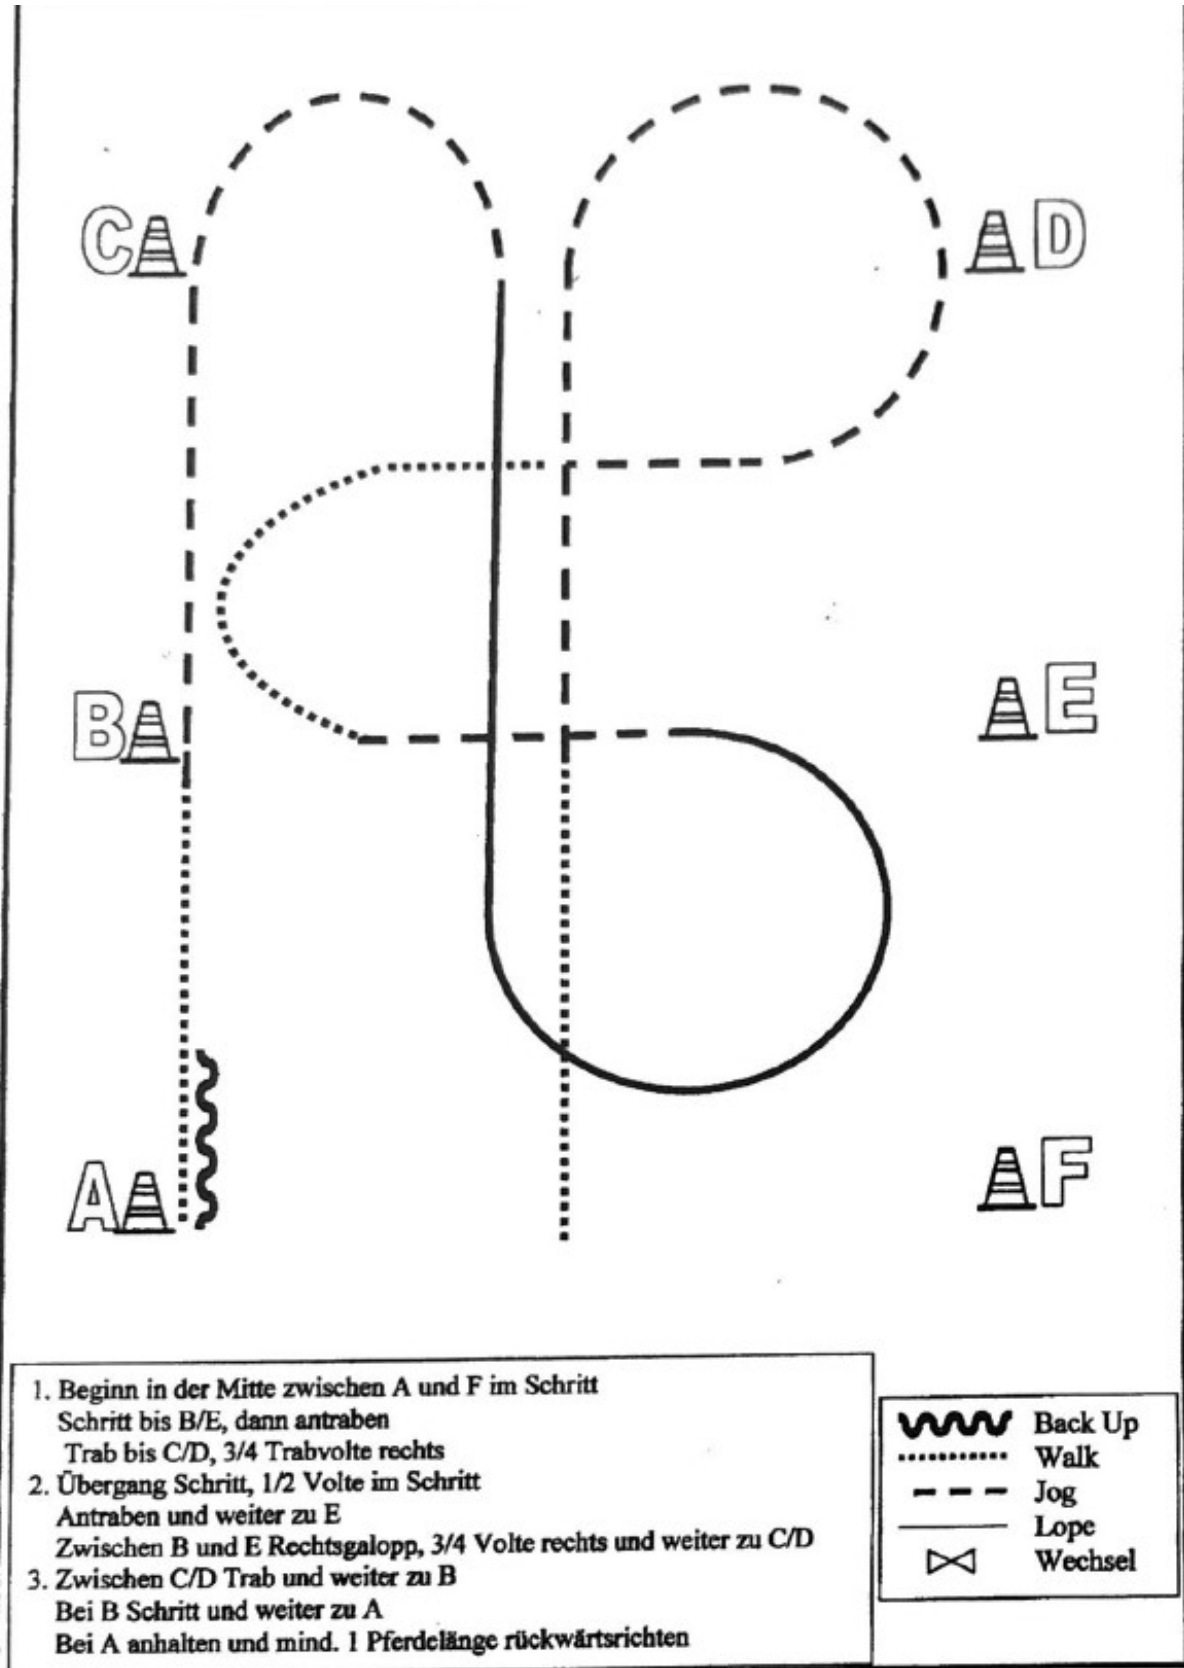 C D
B E
A F
1. Beginn in der Mitte zwischen A und F im Schritt
Schritt bis B/E, dann antraben
Trab bis C/D, 3/4 Trabvolte rechts
2. Übergang Schritt, 1/2 Volte im Schritt
Antraben und weiter zu E
Zwischen B und E Rechtsgalopp, 3/4 Volte rechts und weiter zu C/D
3. Zwischen C/D Trab und weiter zu B
Bei B Schritt und weiter zu A
Bei A anhalten und mind. 1 Pferdelänge rückwärtsrichten
Back Up
Walk
Jog
Lope
Wechsel